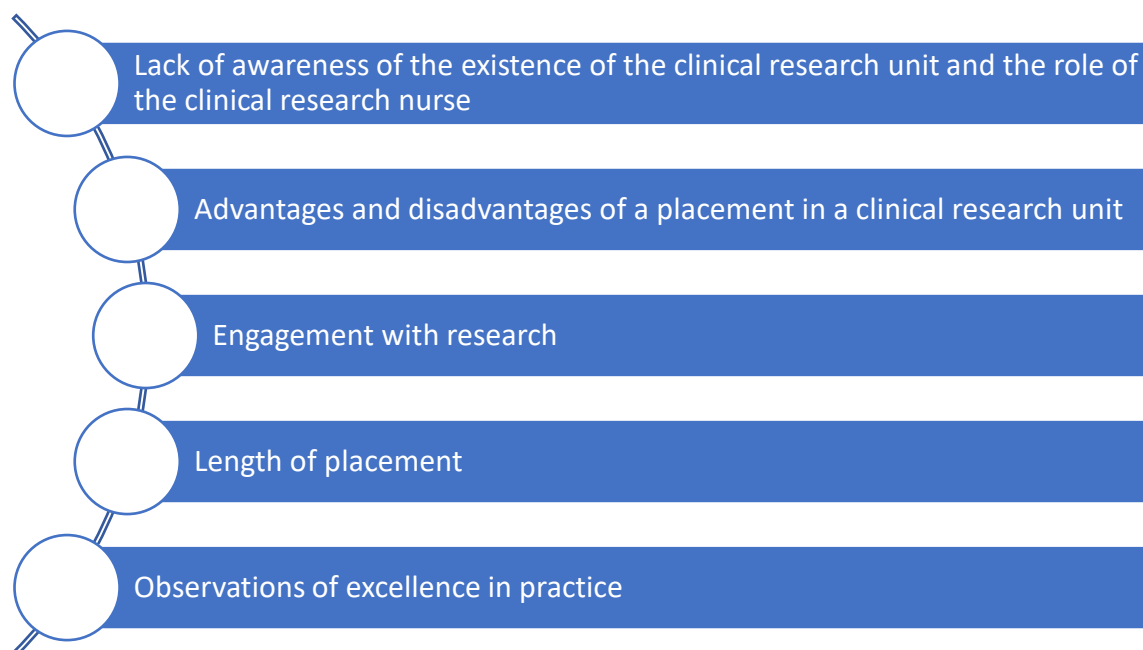 Lack of awareness of the existence of the clinical research unit and the role of
the clinical research nurse
Advantages and disadvantages of a placement in a clinical research unit
Engagement with research
Length of placement
Observations of excellence in practice